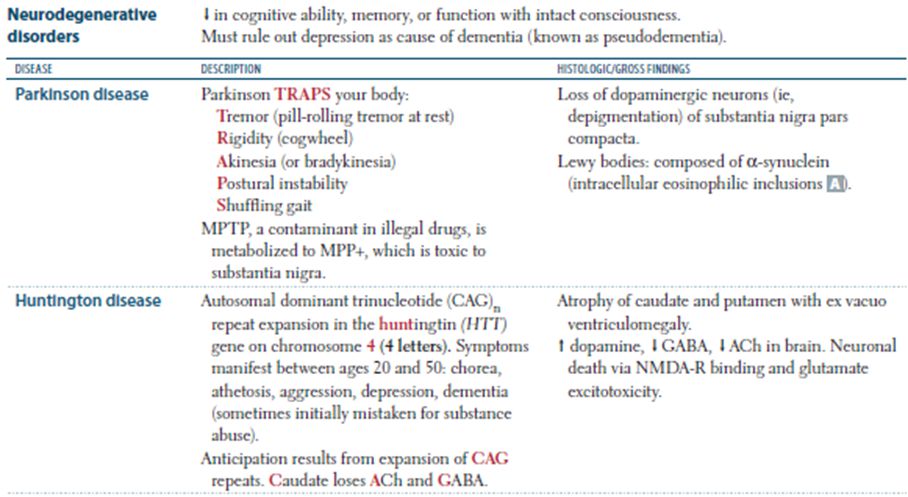 Neurodegenerative disorders
↓ in cognitive ability, memory, or function with intact consciousness.
Must rule out depression as cause of dementia (known as pseudodementia).
DISEASE
DESCRIPTION
HISTOLOGIC/GROSS FINDINGS
Parkinson disease
Parkinson TRAPS your body:
Tremor (pill-rolling tremor at rest)
Rigidity (cogwheel)
Akinesia (or bradykinesia)
Postural instability
Shuffling gait
MPTP, a contaminant in illegal drugs, is
metabolized to MPP+, which is toxic to
substantia nigra.
Loss of dopaminergic neurons (ie,
depigmentation) of substantia nigra pars
compacta.
Lewy bodies: composed of α-synuclein
(intracellular eosinophilic inclusions A).
Huntington disease
Autosomal dominant trinucleotide (CAG)n
repeat expansion in the huntingtin (HTT)
gene on chromosome 4 (4 letters). Symptoms
manifest between ages 20 and 50: chorea,
athetosis, aggression, depression, dementia
(sometimes initially mistaken for substance
abuse).
Anticipation results from expansion of CAG
repeats. Caudate loses ACh and GABA.
Atrophy of caudate and putamen with ex vacuo
ventriculomegaly.
↑ dopamine, ↓ GABA, ↓ ACh in brain. Neuronal
death via NMDA-R binding and glutamate
excitotoxicity.